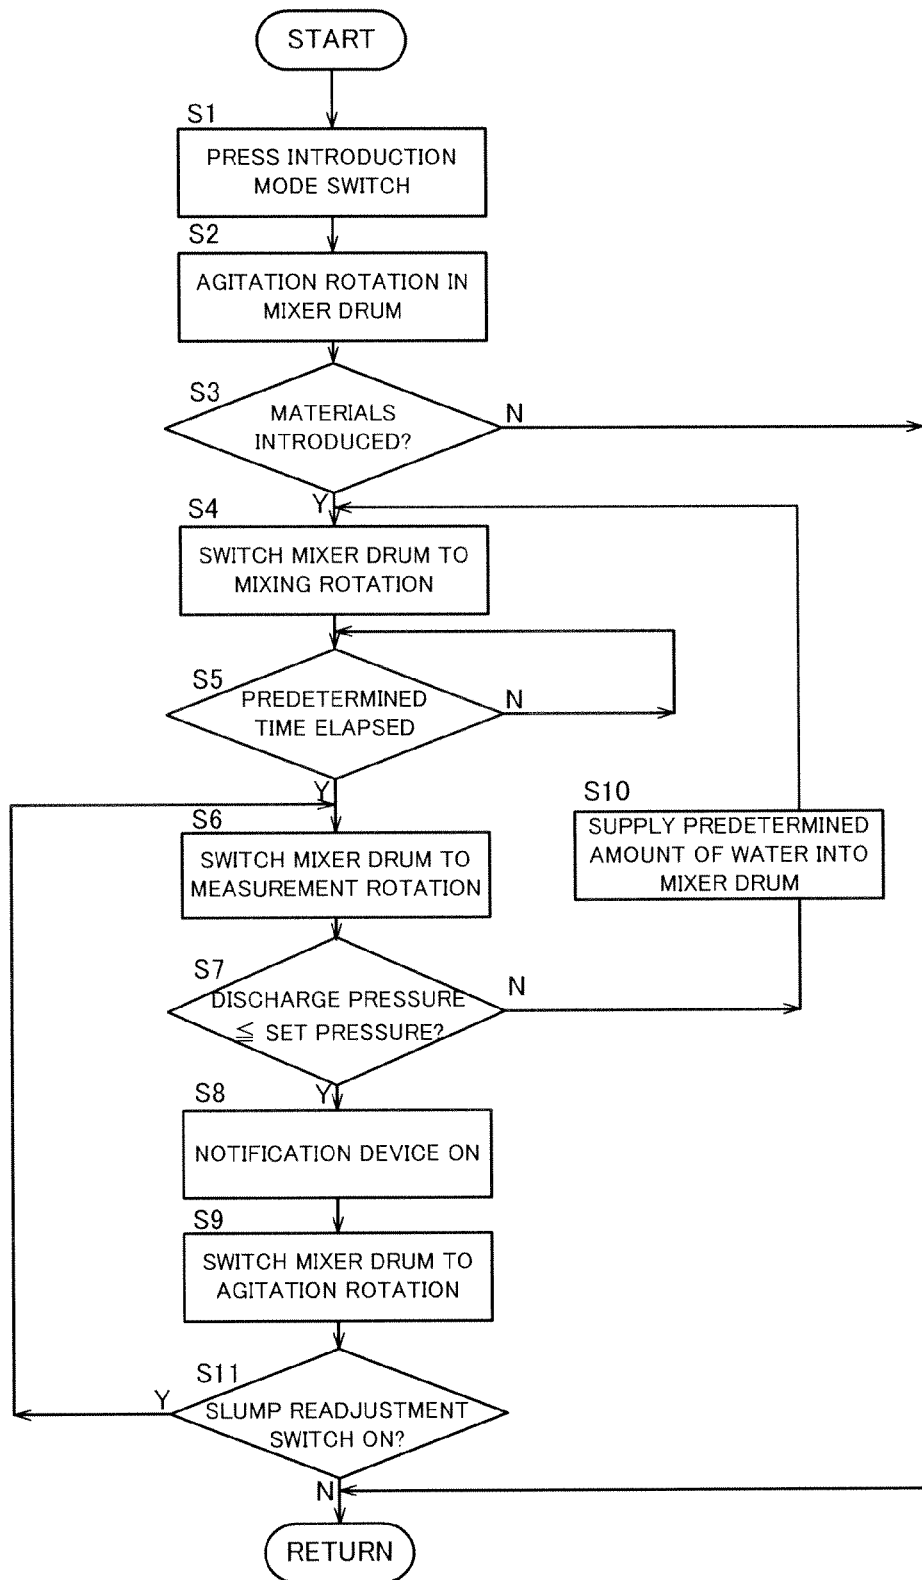 START
S1
PRESS INTRODUCTION
MODE SWITCH
S2
AGITATION ROTATION IN
MIXER DRUM
S3
MATERIALS
INTRODUCED?
N
Y
S4
SWITCH MIXER DRUM TO
MIXING ROTATION
S5
PREDETERMINED
TIME ELAPSED
N
Y
S6
SWITCH MIXER DRUM TO
MEASUREMENT ROTATION
S10
SUPPLY PREDETERMINED
AMOUNT OF WATER INTO
MIXER DRUM
S7
DISCHARGE PRESSURE
≦ SET PRESSURE?
N
Y
S8
NOTIFICATION DEVICE ON
S9
SWITCH MIXER DRUM TO
AGITATION ROTATION
S11
Y
SLUMP READJUSTMENT
SWITCH ON?
N
RETURN